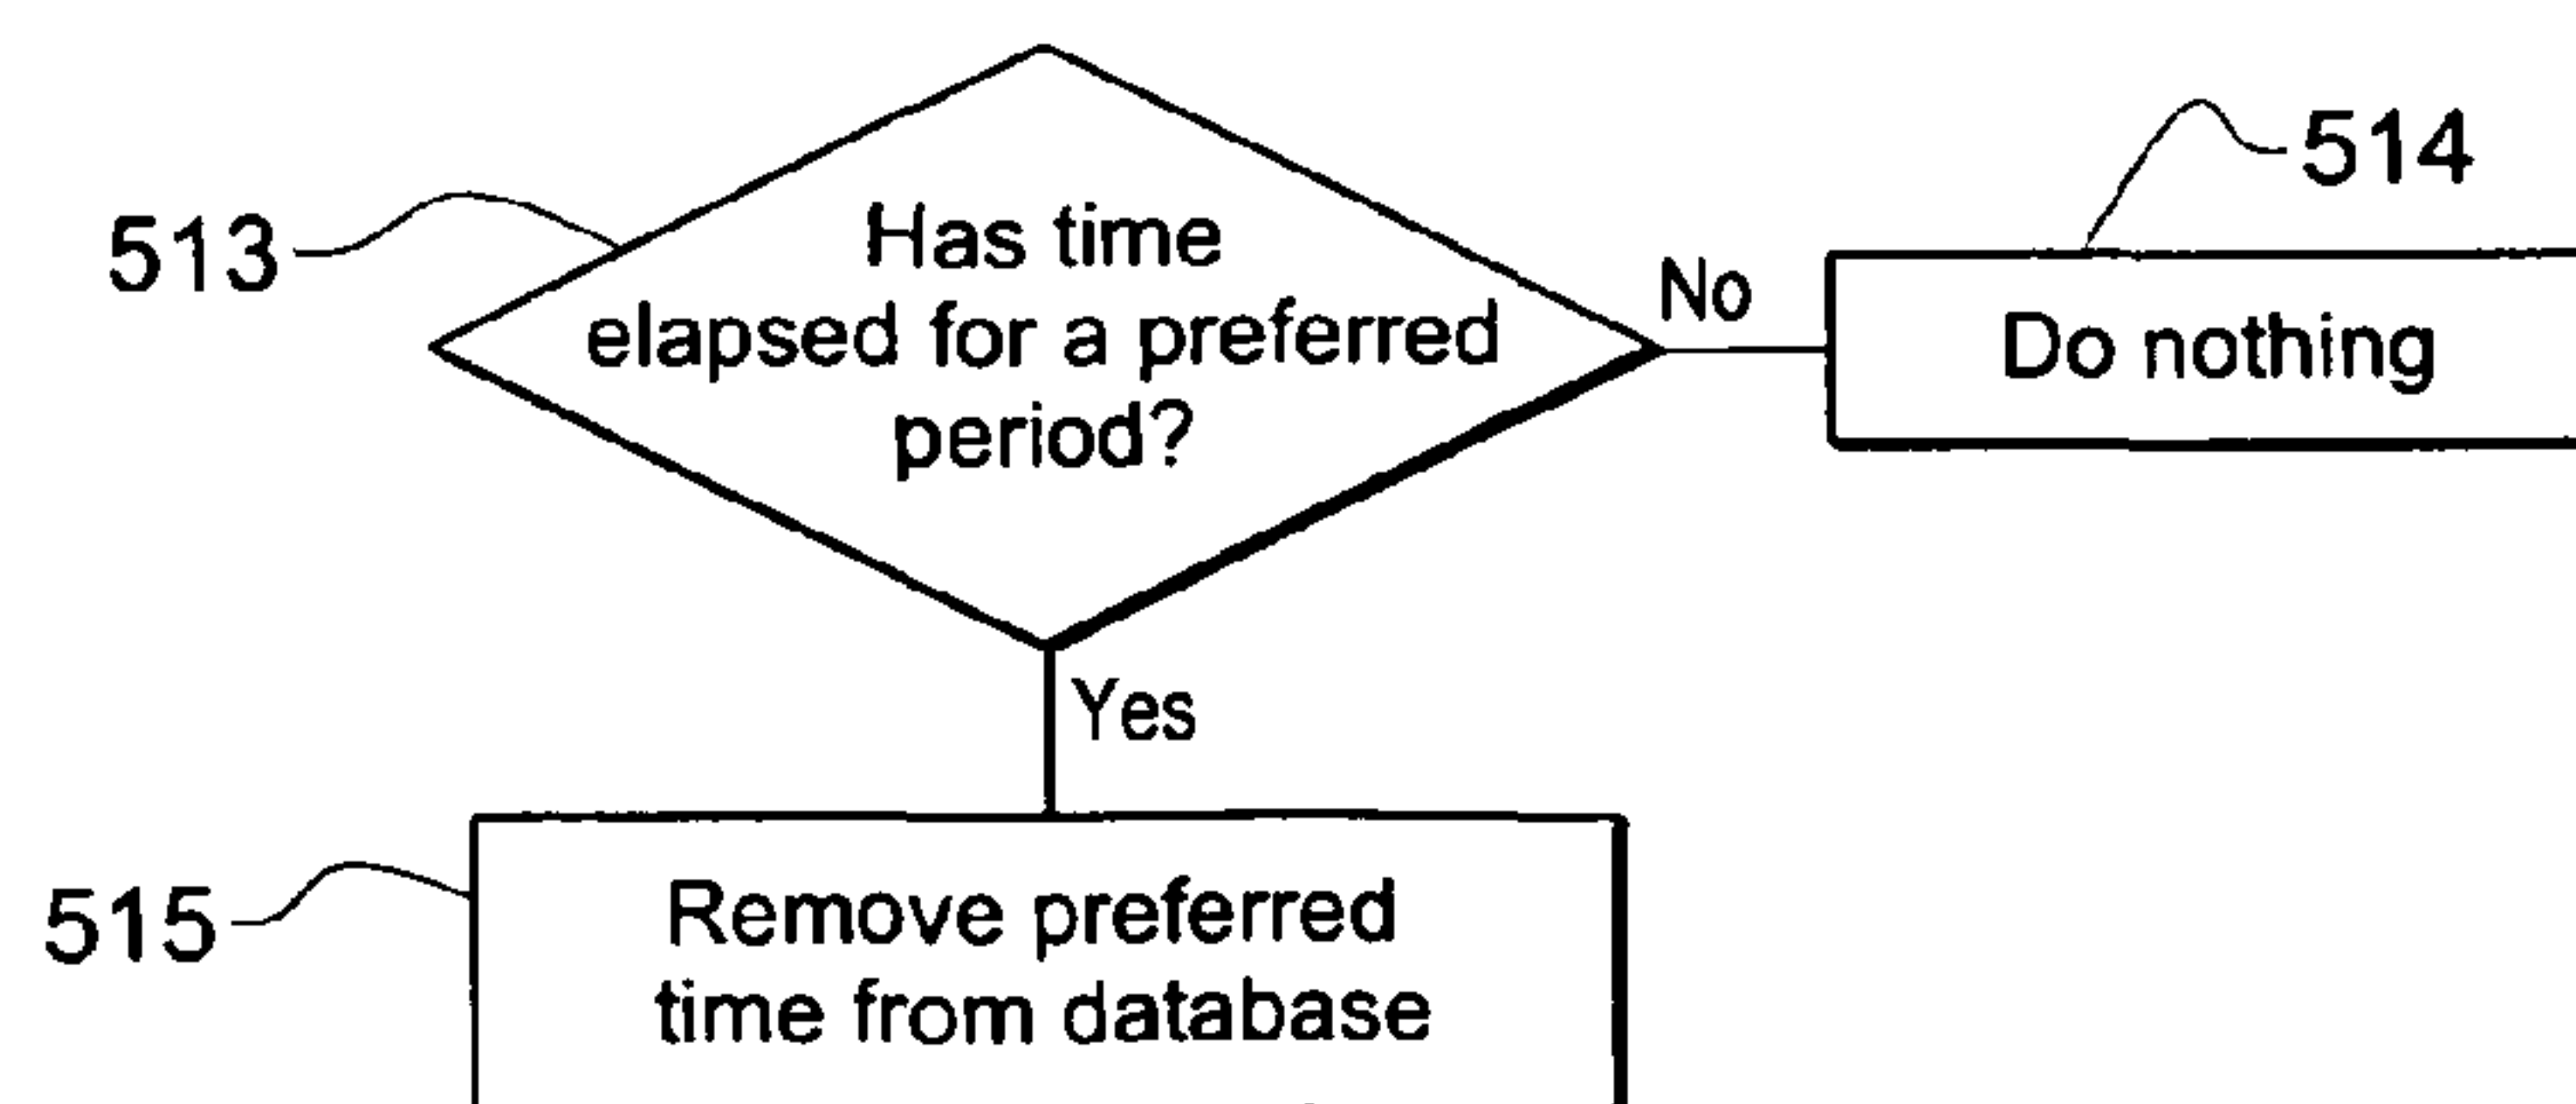 514
513
Has time
elapsed for a preferred
period?
No
Do nothing
Yes
515
Remove preferred
time from database